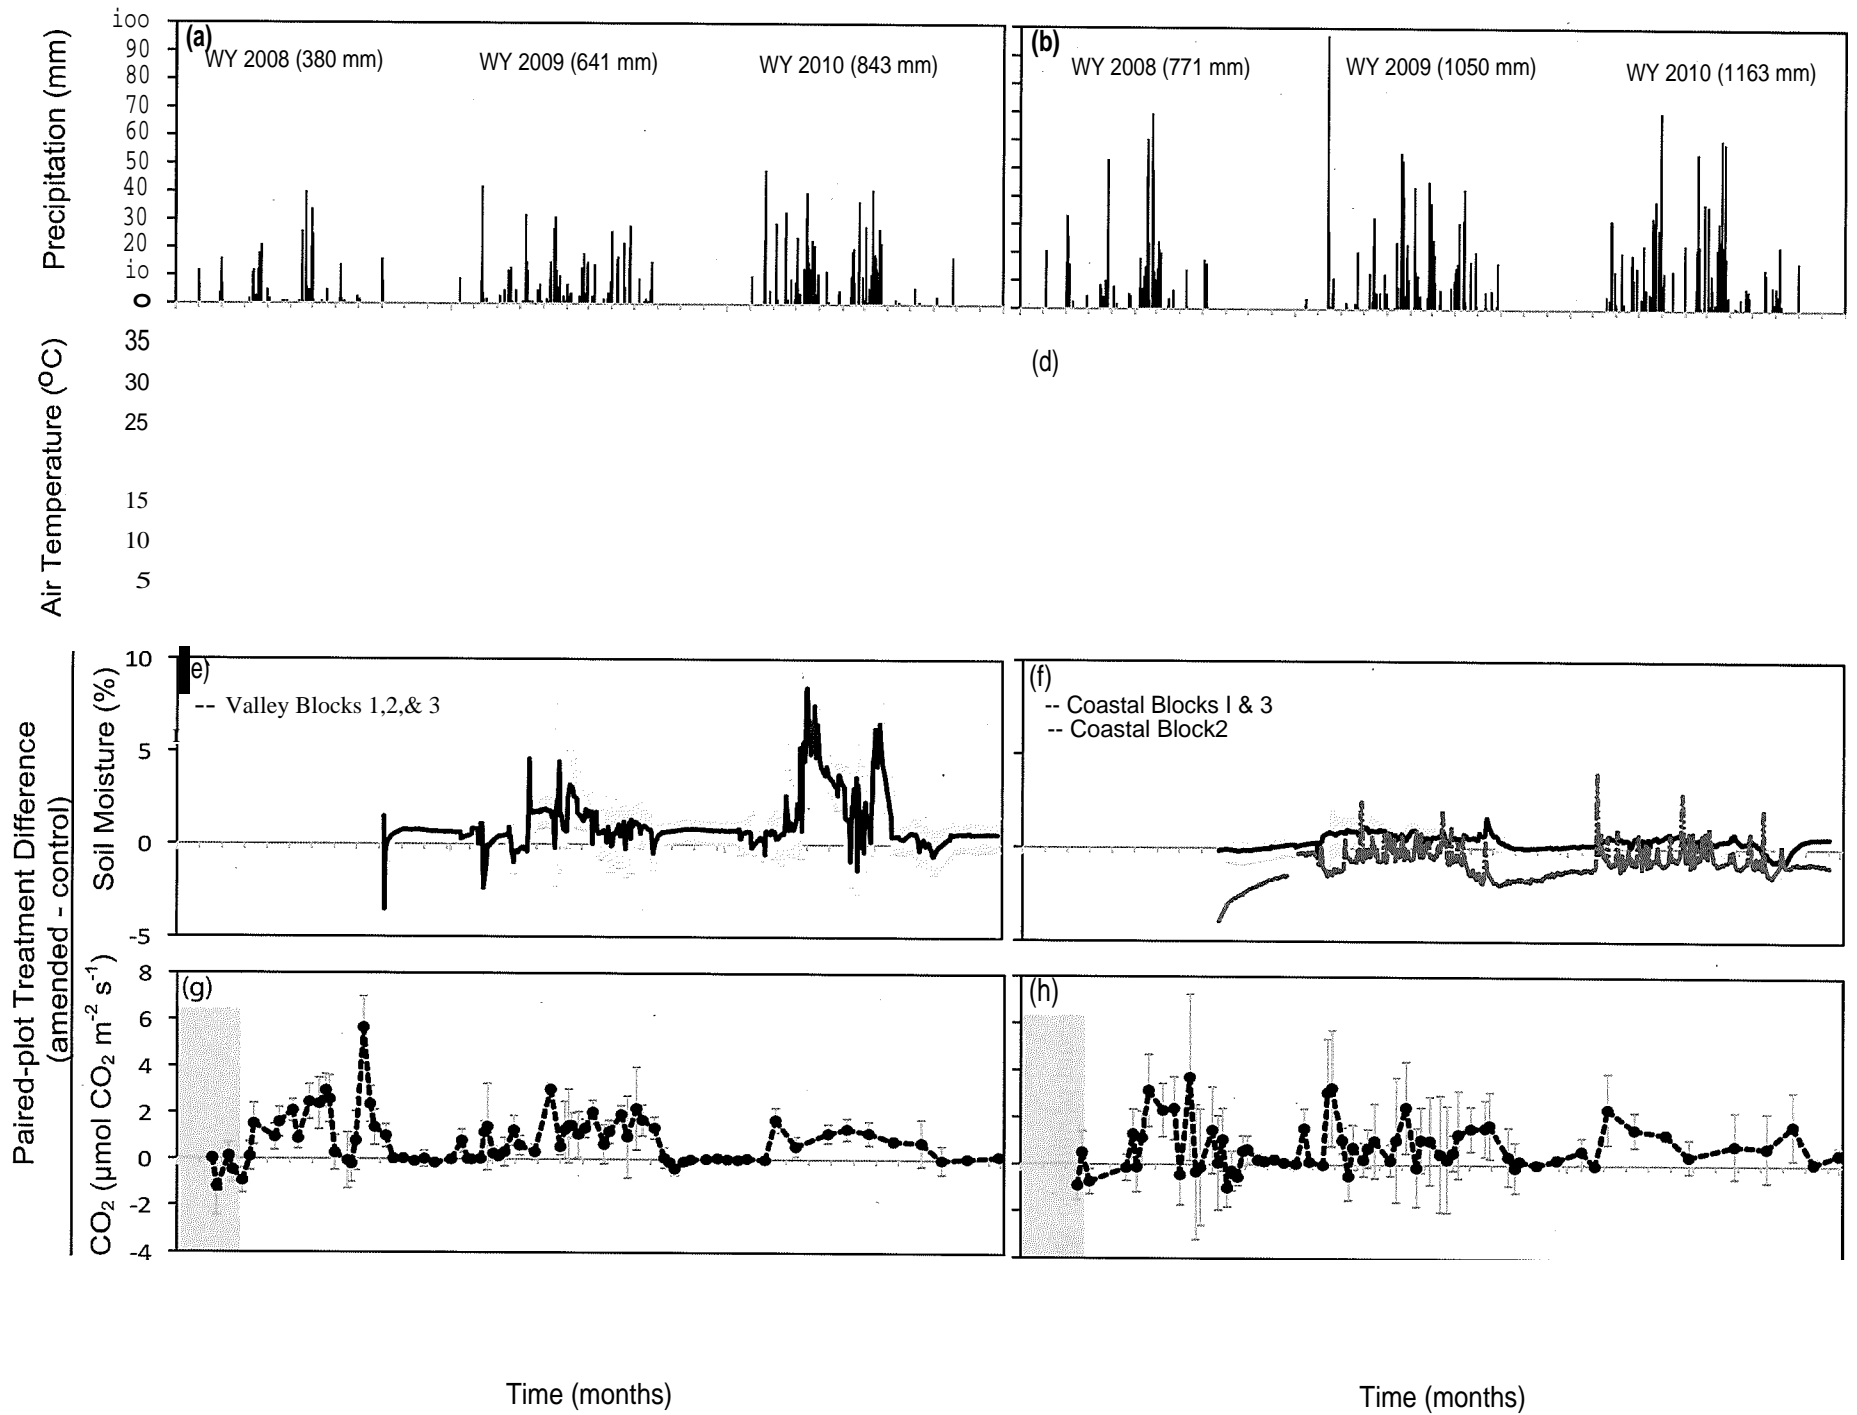 Precipitation (mm)
ioo
90
80
70
60
50
40
30
20
io
0
(a)
WY 2008 (380 mm)
WY 2009 (641 mm)
WY 2010 (843 mm)
(b)
WY 2008 (771 mm)
WY 2009 (1050 mm)
WY 2010 (1163 mm)
Air Temperature (°C)
35
30
25
15
10
5
(d)
Paired-plot Treatment Difference
(amended - control)
Soil Moisture (%)
10
5
0
-5
e)
-- Valley Blocks 1,2,& 3
(f)
-- Coastal Blocks I & 3
-- Coastal Block2
CO₂ (µmol CO₂ m⁻² s⁻¹)
8
6
4
2
0
-2
-4
(g)
(h)
Time (months)
Time (months)